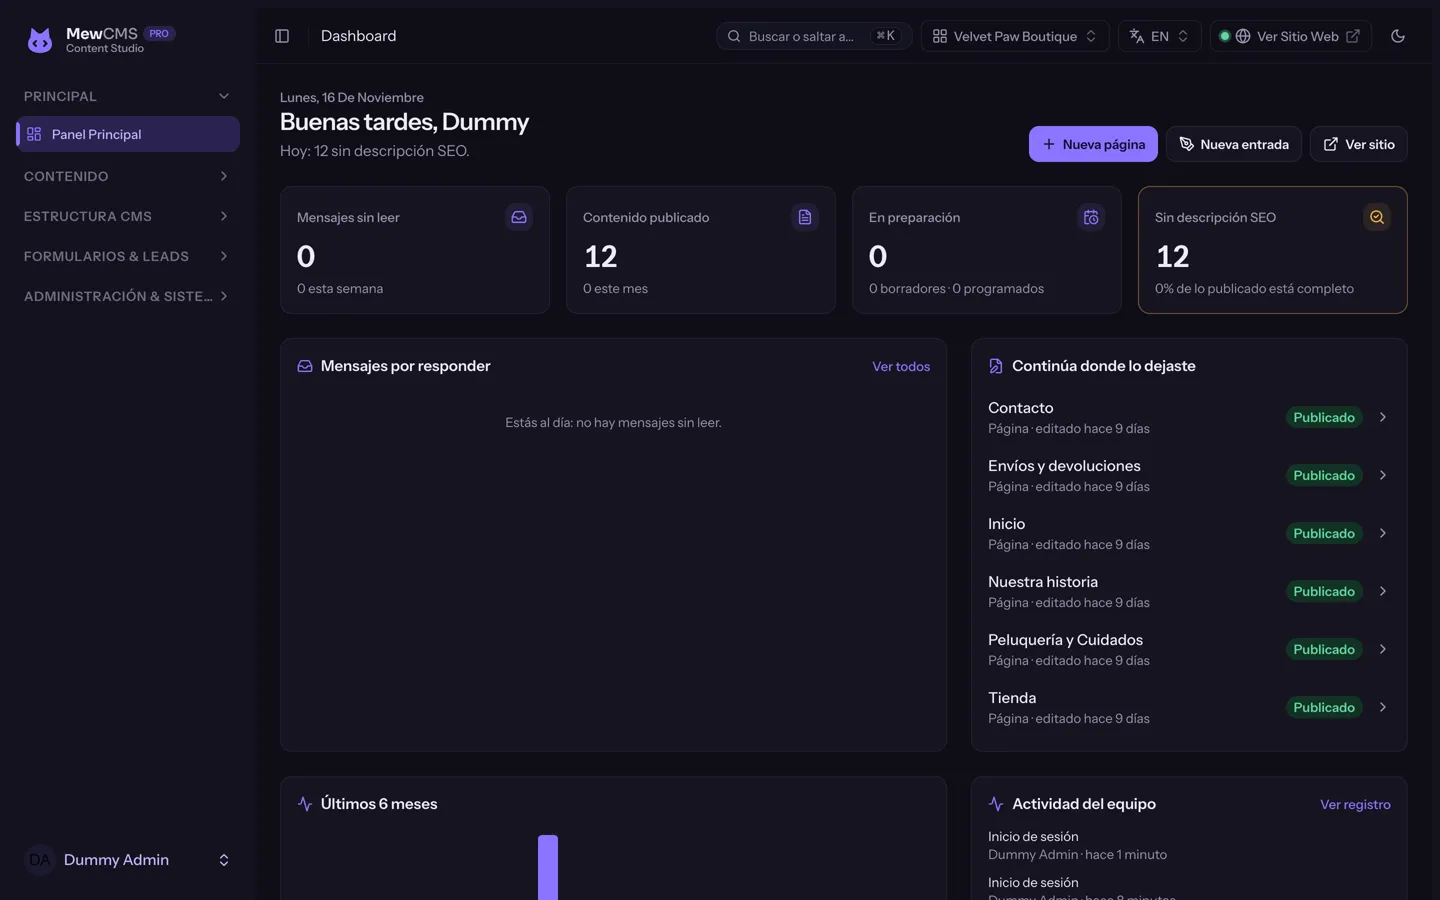 MewCMS PRO
Content Studio
PRINCIPAL
Panel Principal
CONTENIDO
ESTRUCTURA CMS
FORMULARIOS & LEADS
ADMINISTRACIÓN & SISTE...
DA Dummy Admin
Dashboard
Buscar o saltar a... ⌘K
Velvet Paw Boutique
EN
Ver Sitio Web
Lunes, 16 De Noviembre
Buenas tardes, Dummy
Hoy: 12 sin descripción SEO.
+ Nueva página
Nueva entrada
Ver sitio
Mensajes sin leer
0
0 esta semana
Contenido publicado
12
0 este mes
En preparación
0
0 borradores · 0 programados
Sin descripción SEO
12
0% de lo publicado está completo
Mensajes por responder
Ver todos
Estás al día: no hay mensajes sin leer.
Continúa donde lo dejaste
Contacto
Página · editado hace 9 días
Publicado
Envíos y devoluciones
Página · editado hace 9 días
Publicado
Inicio
Página · editado hace 9 días
Publicado
Nuestra historia
Página · editado hace 9 días
Publicado
Peluquería y Cuidados
Página · editado hace 9 días
Publicado
Tienda
Página · editado hace 9 días
Publicado
Últimos 6 meses
Actividad del equipo
Ver registro
Inicio de sesión
Dummy Admin · hace 1 minuto
Inicio de sesión
Dummy Admin · hace 8 minutos